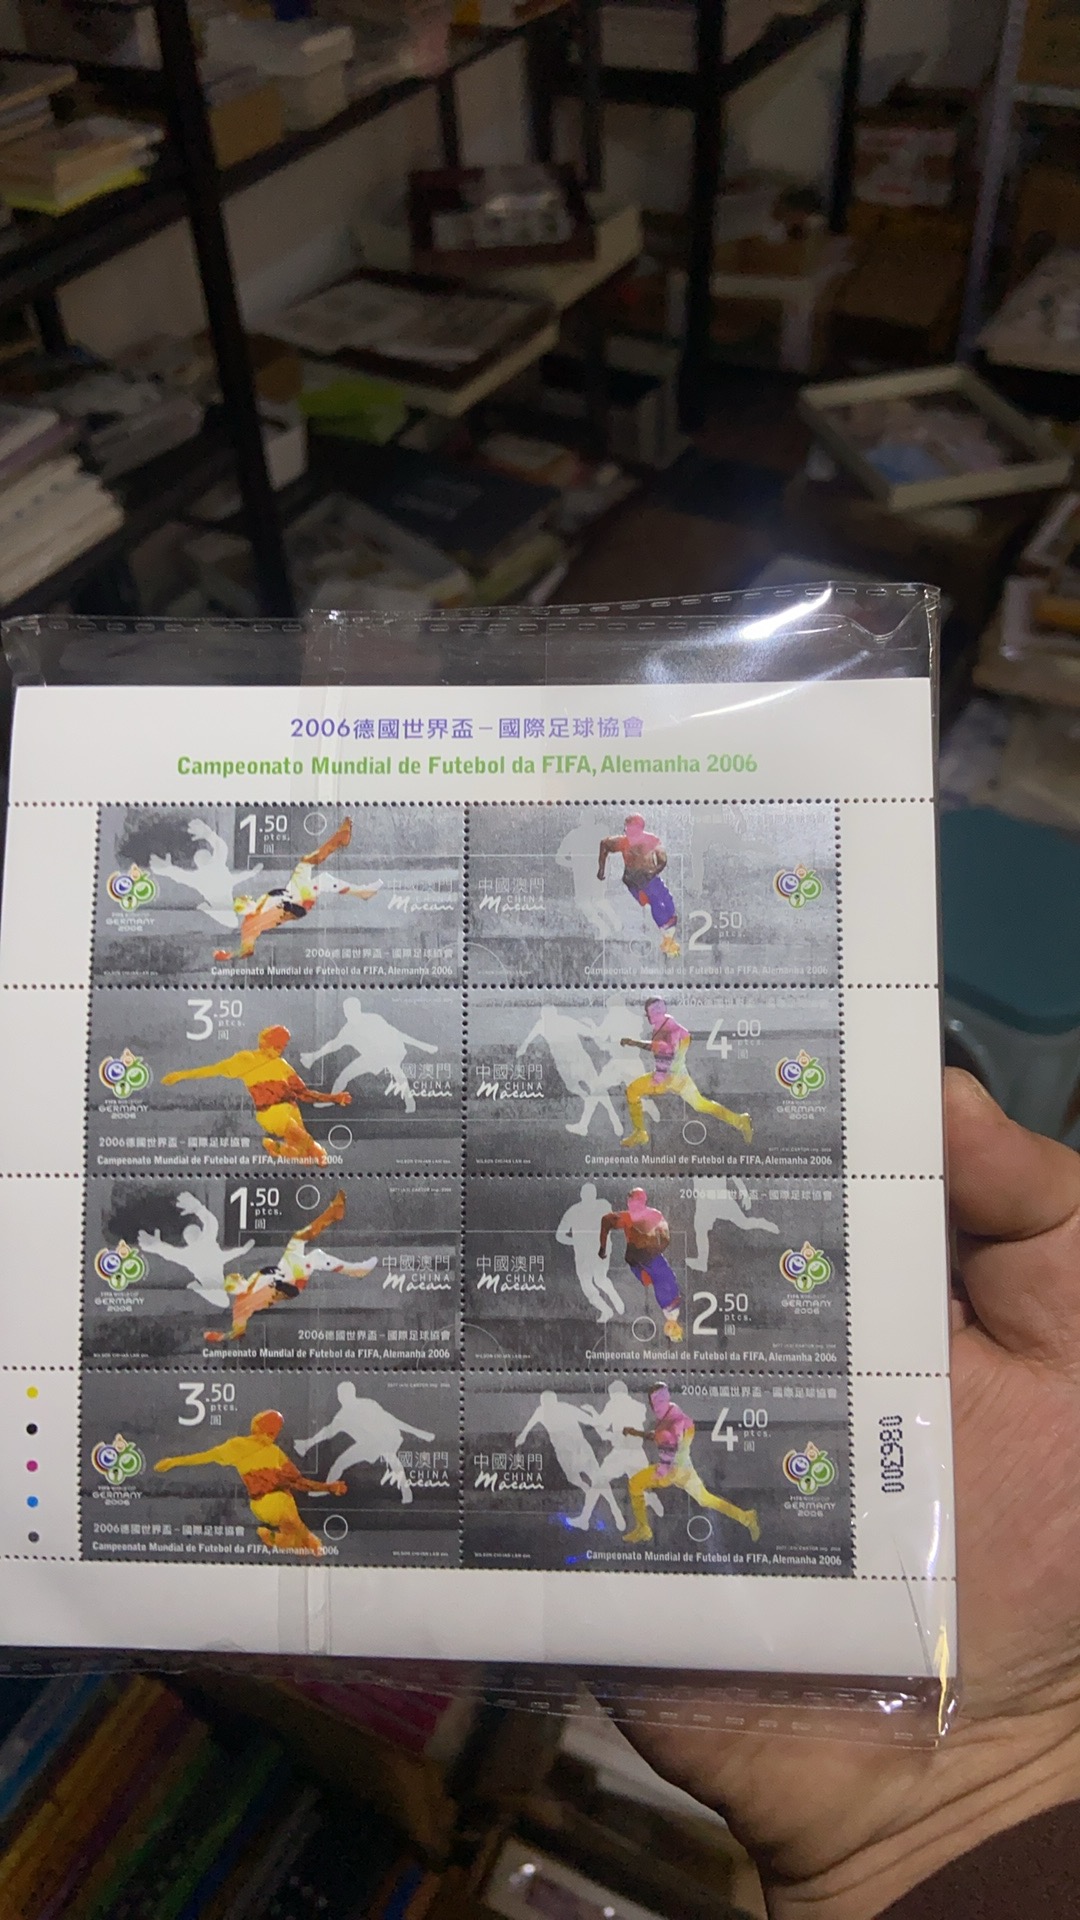 2006德國世界盃－國際足球協會
Campeonato Mundial de Futebol da FIFA, Alemanha 2006
1.50
ptcs.
圓
中國澳門
Macau
GERMANY
2006
2006德國世界盃－國際足球協會
Campeonato Mundial de Futebol da FIFA, Alemanha 2006
中國澳門
CHINA
Macau
2.50
ptcs.
Campeonato Mundial de Futebol da FIFA, Alemanha 2006
3.50
ptcs.
圓
中國澳門
CHINA
Macau
GERMANY
2006
2006德國世界盃－國際足球協會
Campeonato Mundial de Futebol da FIFA, Alemanha 2006
4.00
ptcs.
圓
中國澳門
CHINA
Macau
GERMANY
2006
Campeonato Mundial de Futebol da FIFA, Alemanha 2006
1.50
ptcs.
圓
中國澳門
CHINA
Macau
GERMANY
2006
2006德國世界盃－國際足球協會
Campeonato Mundial de Futebol da FIFA, Alemanha 2006
2006德國世界盃－國際足球協會
中國澳門
CHINA
Macau
GERMANY
2006
2.50
ptcs.
圓
Campeonato Mundial de Futebol da FIFA, Alemanha 2006
3.50
ptcs.
圓
中國澳門
CHINA
Macau
GERMANY
2006
2006德國世界盃－國際足球協會
Campeonato Mundial de Futebol da FIFA, Alemanha 2006
2006德國世界盃－國際足球協會
4.00
ptcs.
圓
中國澳門
CHINA
Macau
GERMANY
2006
Campeonato Mundial de Futebol da FIFA, Alemanha 2006
086300